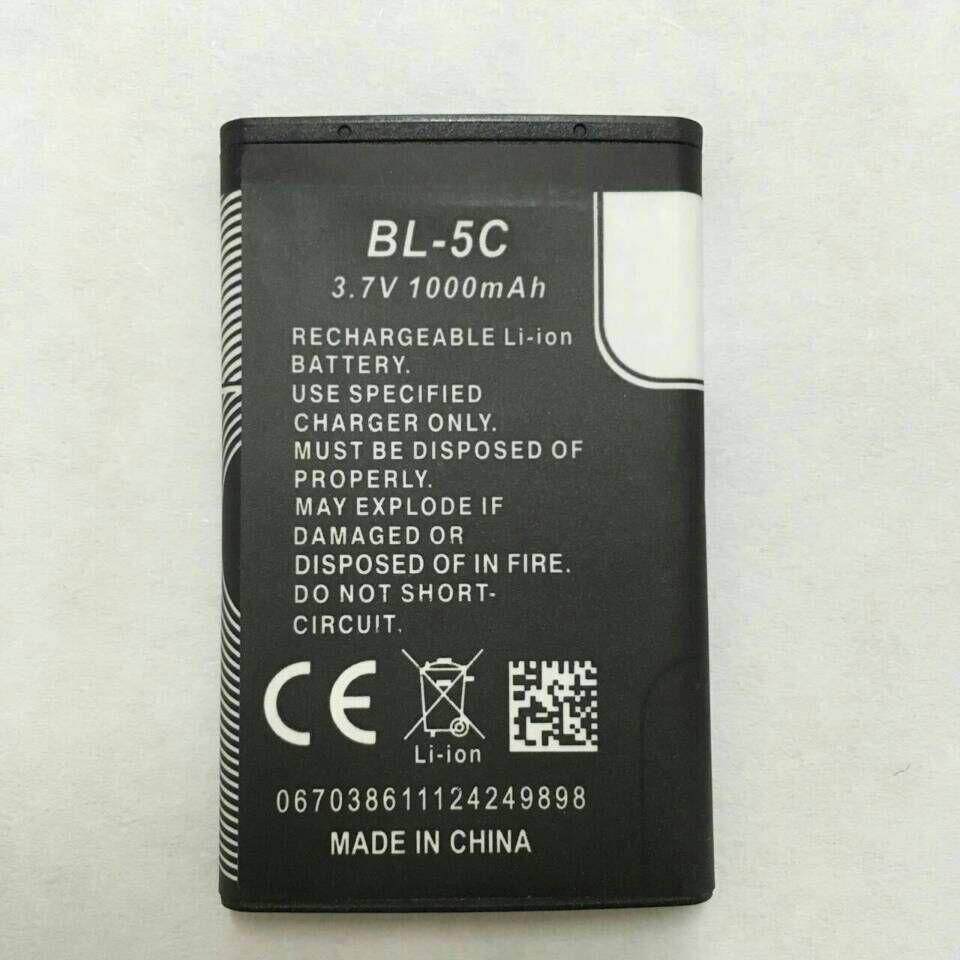 BL-5C
3.7V 1000mAh
RECHARGEABLE Li-ion
BATTERY.
USE SPECIFIED
CHARGER ONLY.
MUST BE DISPOSED OF
PROPERLY.
MAY EXPLODE IF
DAMAGED OR
DISPOSED OF IN FIRE.
DO NOT SHORT-
CIRCUIT.
CE
Li-ion
0670386111124249898
MADE IN CHINA